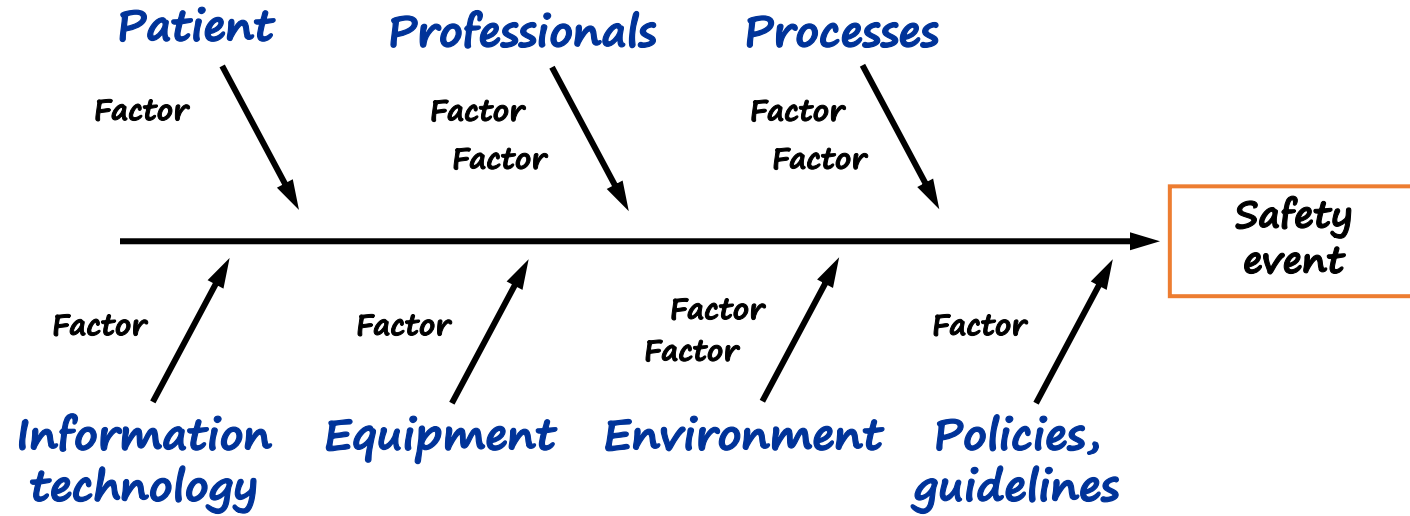 Patient
Professionals
Processes
Factor
Factor
Factor
Factor
Factor
Safety
event
Factor
Factor
Factor
Factor
Factor
Information
technology
Equipment
Environment
Policies,
guidelines